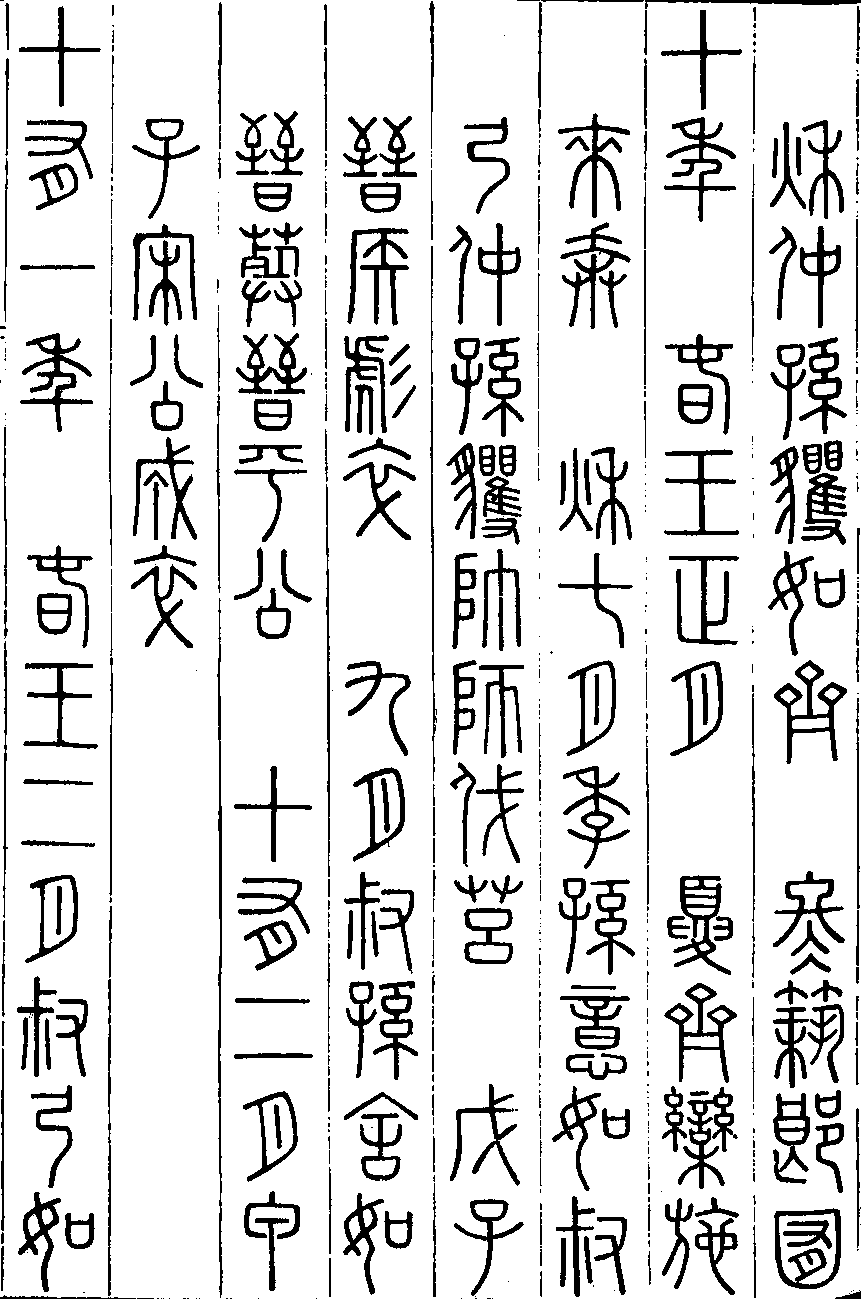 秋仲孫貜如齊　冬築郎囿
十年　春王正月　夏齊欒施
來奔　秋七月季孫意如叔
弓仲孫貜帥師伐莒　戊子
晉侯彪卒　九月叔孫舍如
晉葬晉平公　十有二月甲
子宋公成卒
十有一年　春王二月叔弓如